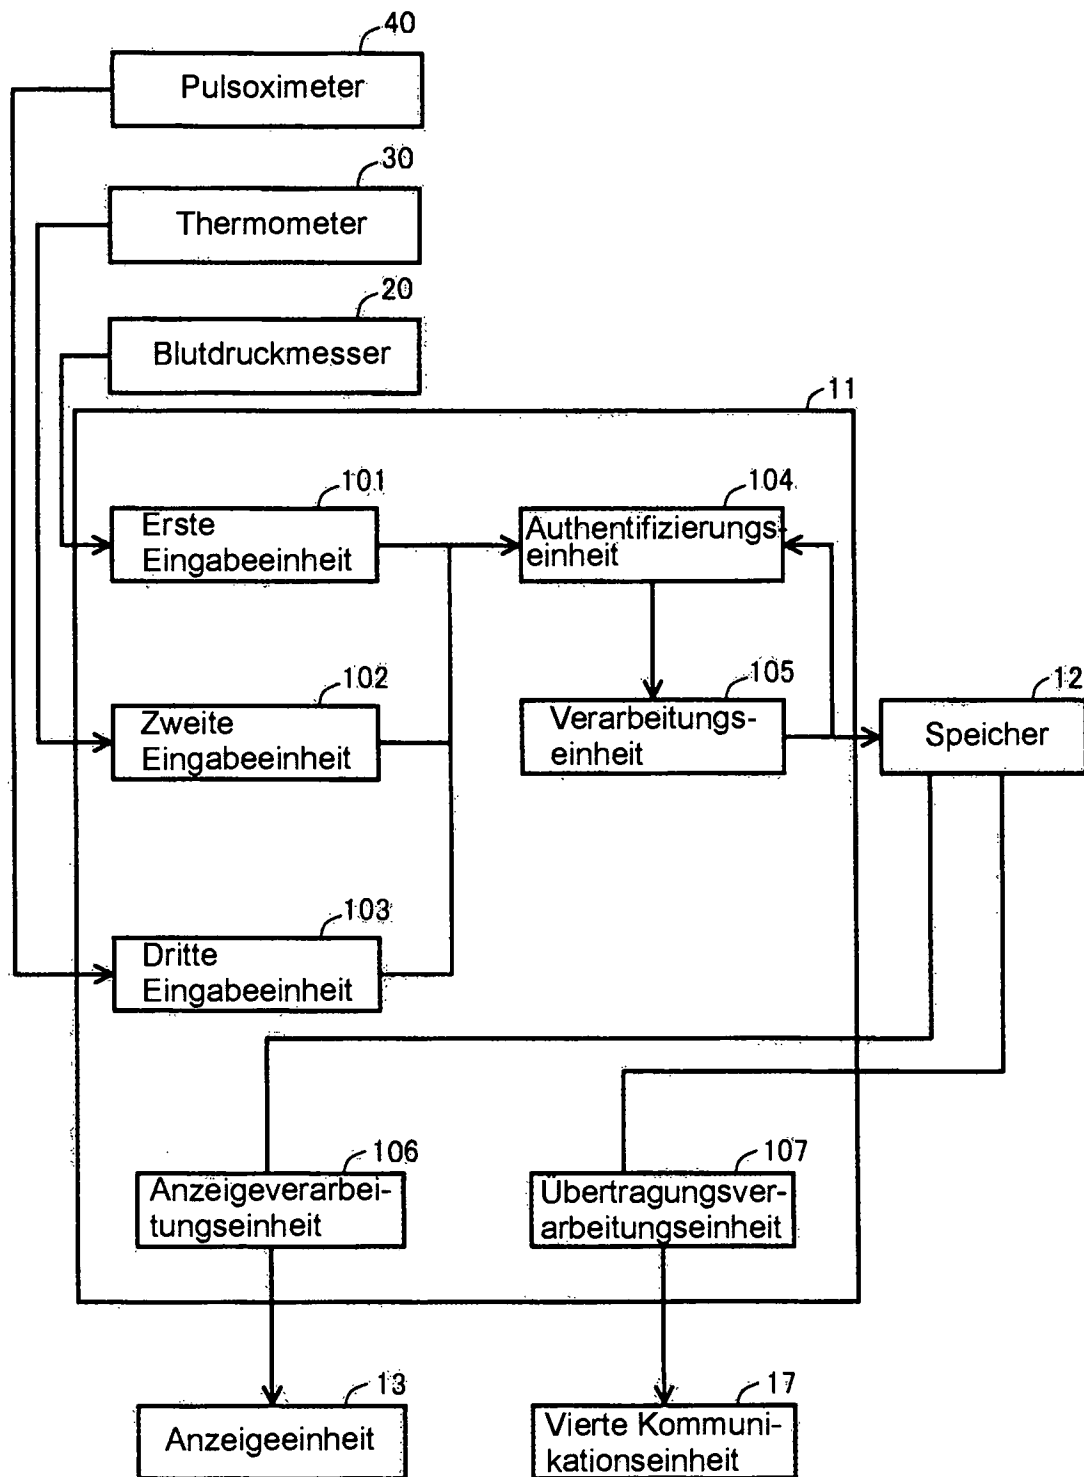 40
Pulsoximeter
30
Thermometer
20
Blutdruckmesser
11
101
Erste
Eingabeeinheit
104
Authentifizierungs-
einheit
102
Zweite
Eingabeeinheit
105
Verarbeitungs-
einheit
12
Speicher
103
Dritte
Eingabeeinheit
106
Anzeigeverarbei-
tungseinheit
107
Übertragungsver-
arbeitungseinheit
13
Anzeigeeinheit
17
Vierte Kommuni-
kationseinheit